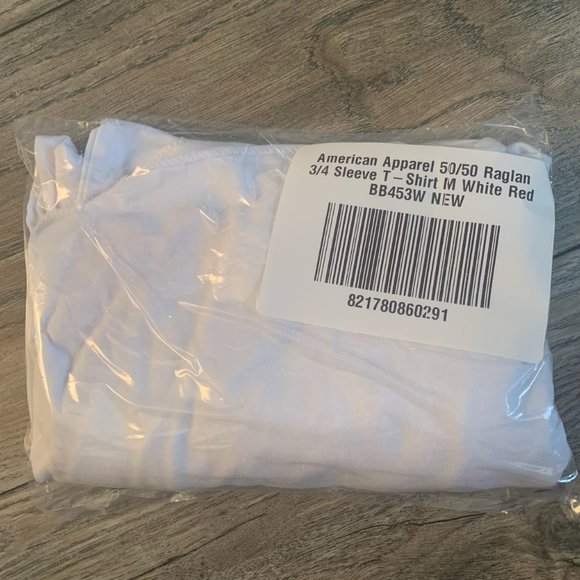 American Apparel 50/50 Raglan
3/4 Sleeve T-Shirt M White Red
BB453W NEW
821780860291